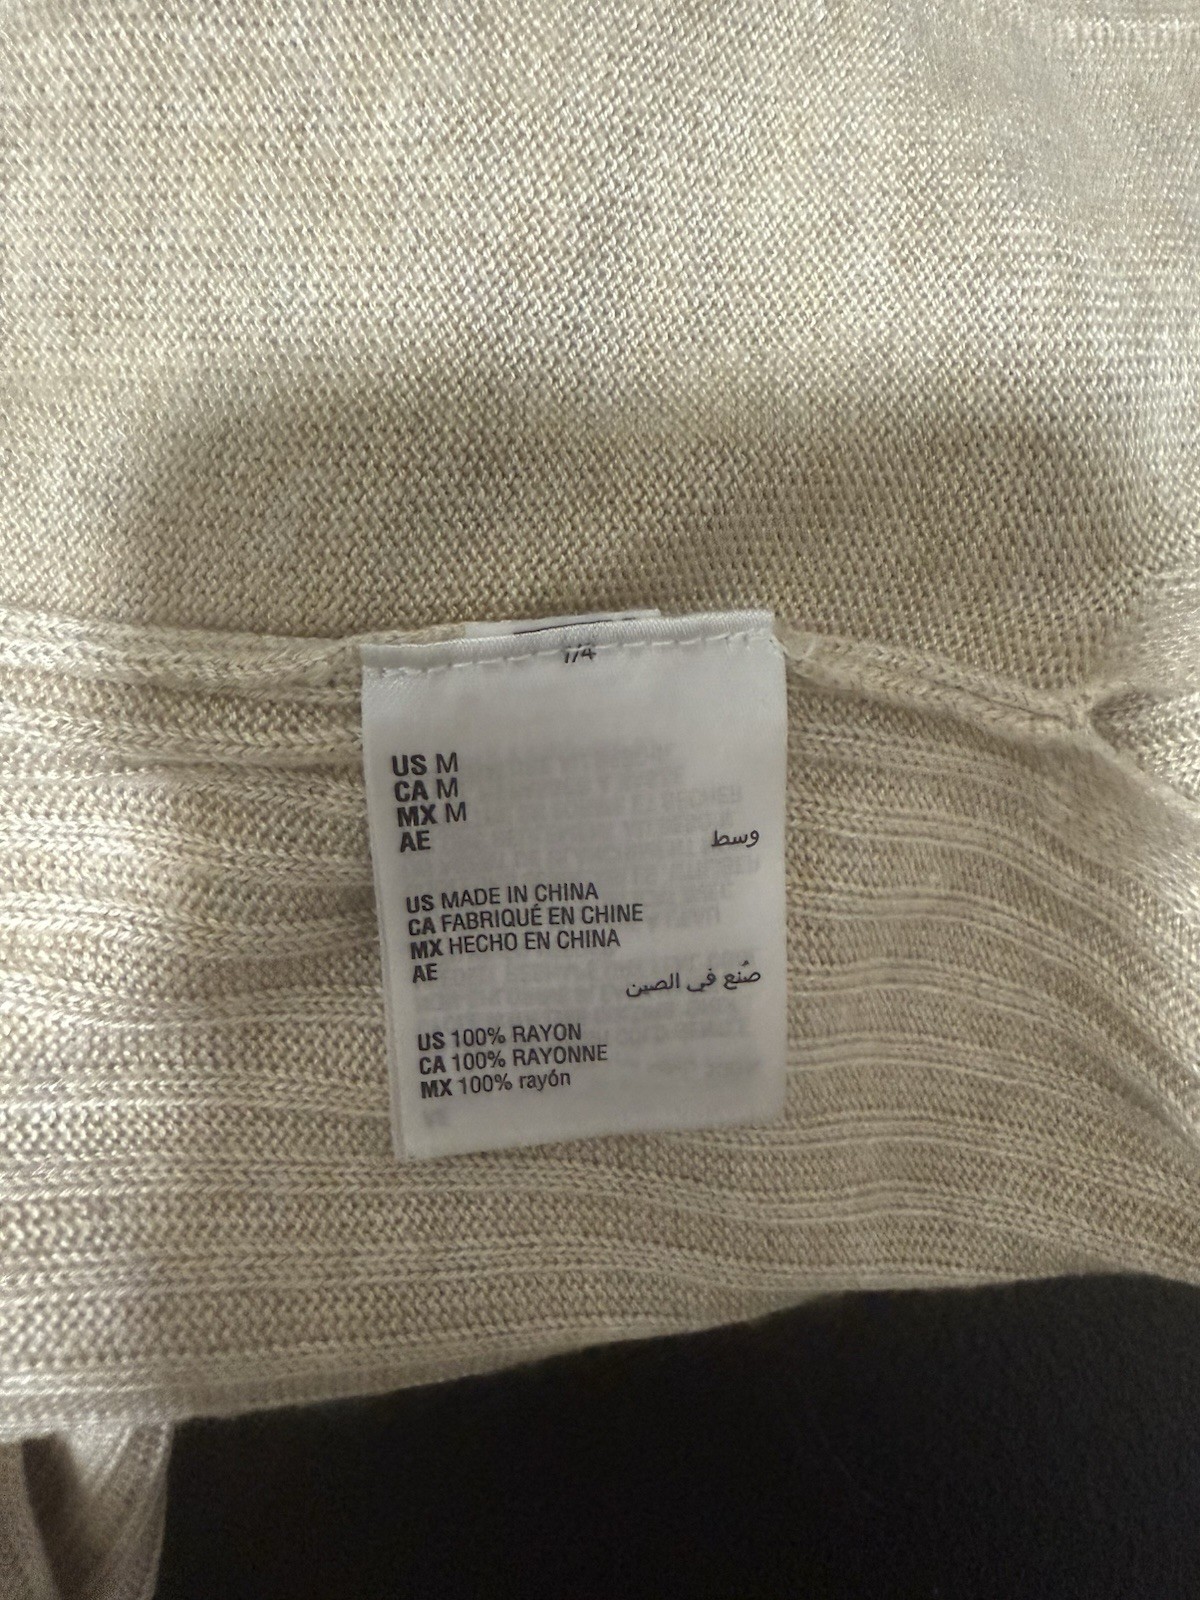 1/4
US M
CA M
MX M
AE وسط
US MADE IN CHINA
CA FABRIQUÉ EN CHINE
MX HECHO EN CHINA
AE صُنع في الصين
US 100% RAYON
CA 100% RAYONNE
MX 100% rayón